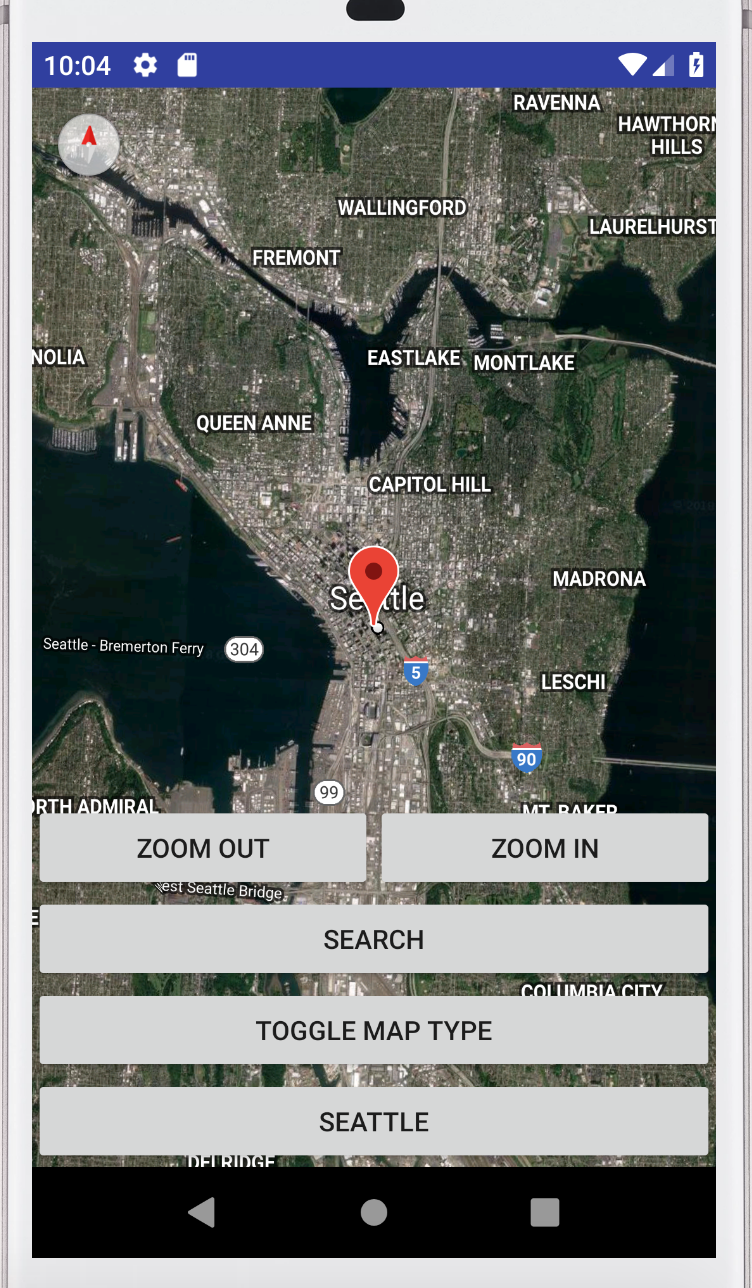 10:04
RAVENNA
HAWTHORN
HILLS
WALLINGFORD
LAURELHURST
FREMONT
NOLIA
EASTLAKE
MONTLAKE
QUEEN ANNE
CAPITOL HILL
MADRONA
Seattle
Seattle - Bremerton Ferry
304
5
LESCHI
90
99
ORTH ADMIRAL
MT. BAKER
ZOOM OUT
ZOOM IN
est Seattle Bridge
SEARCH
COLUMBIA CITY
TOGGLE MAP TYPE
SEATTLE
DELRIDGE